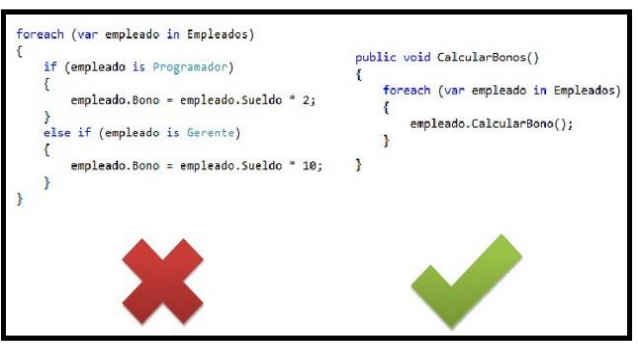 foreach (var empleado in Empleados)
{
    if (empleado is Programador)
    {
        empleado.Bono = empleado.Sueldo * 2;
    }
    else if (empleado is Gerente)
    {
        empleado.Bono = empleado.Sueldo * 10;
    }
}
public void CalcularBonos()
{
    foreach (var empleado in Empleados)
    {
        empleado.CalcularBono();
    }
}